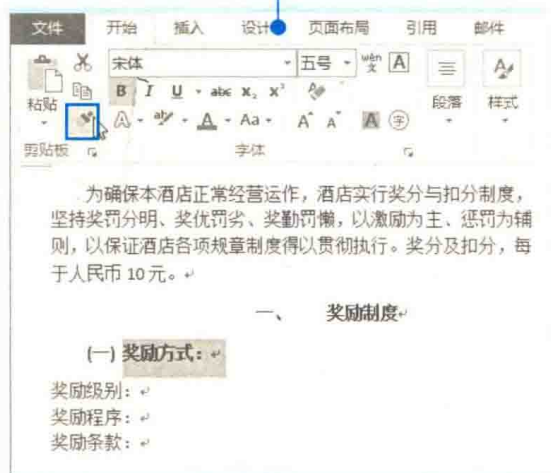 文件 开始 插入 设计 页面布局 引用 邮件
宋体 五号 wén 文 A
B I U abc X₂ X² 段落 样式
粘贴 A aby A Aa A A A 字
剪贴板 字体
为确保本酒店正常经营运作，酒店实行奖分与扣分制度，
坚持奖罚分明、奖优罚劣、奖勤罚懒，以激励为主、惩罚为辅
则，以保证酒店各项规章制度得以贯彻执行。奖分及扣分，每
于人民币 10 元。
一、 奖励制度
(一) 奖励方式：
奖励级别：
奖励程序：
奖励条款：